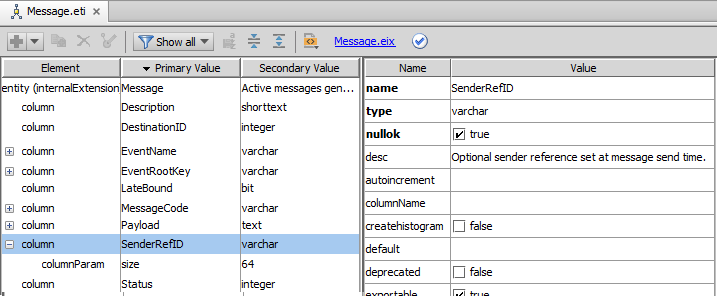 Message.eti ×
Show all Message.eix
Element Primary Value Secondary Value
entity (internalExtension Message Active messages gen...
column Description shorttext
column DestinationID integer
column EventName varchar
column EventRootKey varchar
column LateBound bit
column MessageCode varchar
column Payload text
column SenderRefID varchar
columnParam size 64
column Status integer
Name Value
name SenderRefID
type varchar
nullok true
desc Optional sender reference set at message send time.
autoincrement
columnName
createhistogram false
default
deprecated false
exportable true